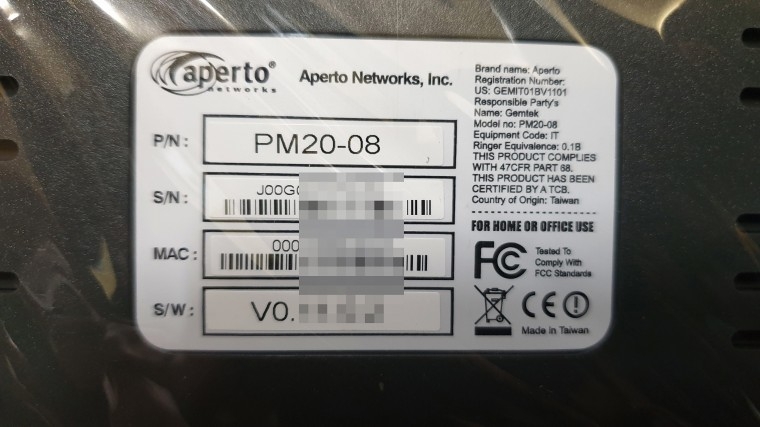 aperto®
networks
Aperto Networks, Inc.
P/N: PM20-08
S/N: J00G
MAC: 000
S/W: V0.
Brand name: Aperto
Registration Number:
US: GEMIT01BV1101
Responsible Party's
Name: Gemtek
Model no: PM20-08
Equipment Code: IT
Ringer Equivalence: 0.1B
THIS PRODUCT COMPLIES
WITH 47CFR PART 68.
THIS PRODUCT HAS BEEN
CERTIFIED BY A TCB.
Country of Origin: Taiwan
FOR HOME OR OFFICE USE
FC
Tested To
Comply With
FCC Standards
CE
Made in Taiwan